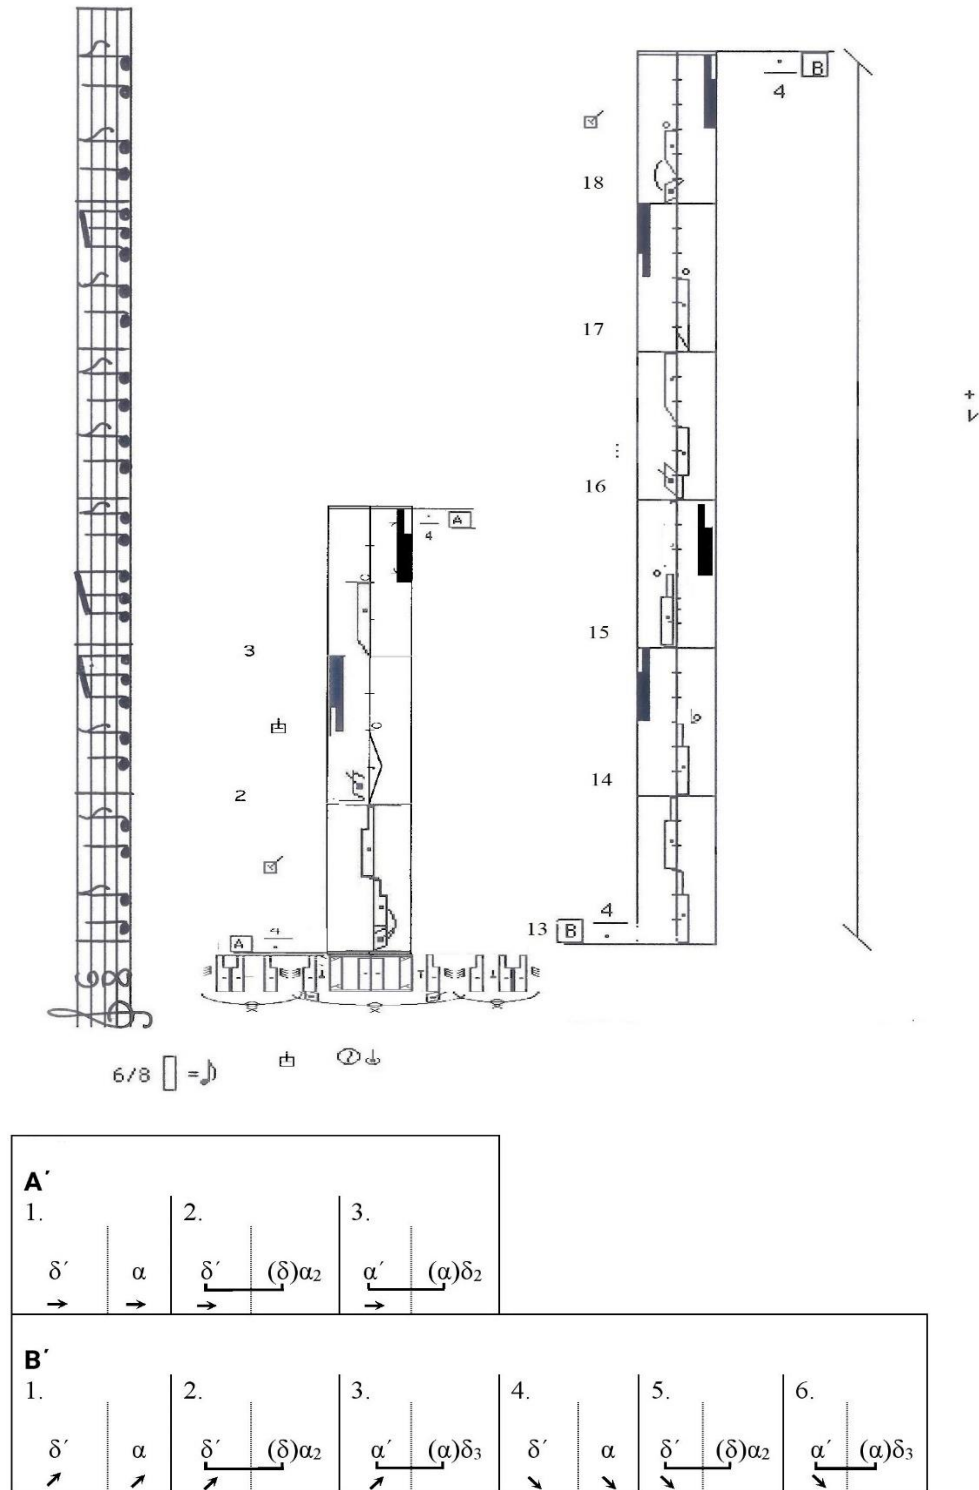 B
4
18
17
16
...
15
14
13 B 4
A
4
3
2
A 4
6/8 =♪
A´
1. 2. 3.
δ´ α δ´ (δ)α₂ α´ (α)δ₂
→ → → →
B´
1. 2. 3. 4. 5. 6.
δ´ α δ´ (δ)α₂ α´ (α)δ₃ δ´ α δ´ (δ)α₂ α´ (α)δ₃
↗ ↗ ↗ ↗ ↘ ↘ ↘ ↘